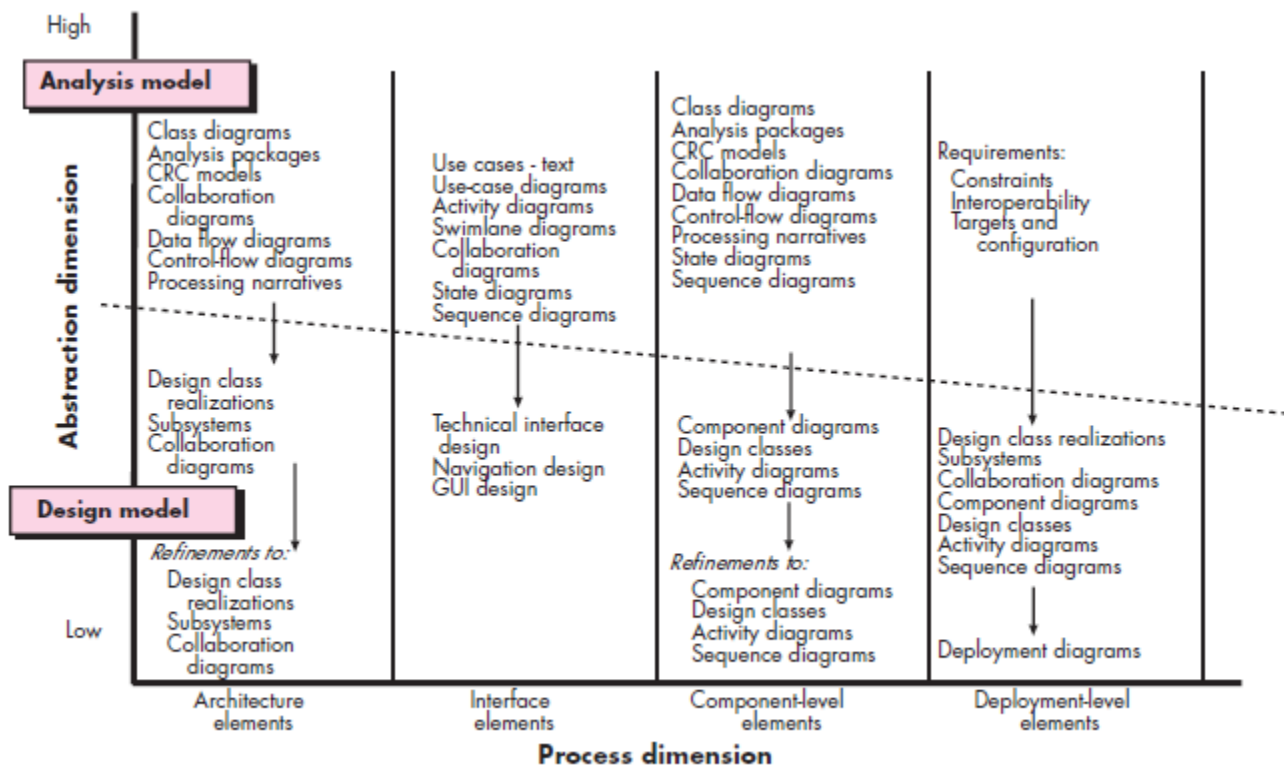 High
Analysis model
Abstraction dimension
Design model
Low
Class diagrams
Analysis packages
CRC models
Collaboration
diagrams
Data flow diagrams
Control-flow diagrams
Processing narratives
Design class
realizations
Subsystems
Collaboration
diagrams
Refinements to:
Design class
realizations
Subsystems
Collaboration
diagrams
Architecture
elements
Use cases - text
Use-case diagrams
Activity diagrams
Swimlane diagrams
Collaboration
diagrams
State diagrams
Sequence diagrams
Technical interface
design
Navigation design
GUI design
Interface
elements
Class diagrams
Analysis packages
CRC models
Collaboration diagrams
Data flow diagrams
Control-flow diagrams
Processing narratives
State diagrams
Sequence diagrams
Component diagrams
Design classes
Activity diagrams
Sequence diagrams
Refinements to:
Component diagrams
Design classes
Activity diagrams
Sequence diagrams
Component-level
elements
Requirements:
Constraints
Interoperability
Targets and
configuration
Design class realizations
Subsystems
Collaboration diagrams
Component diagrams
Design classes
Activity diagrams
Sequence diagrams
Deployment diagrams
Deployment-level
elements
Process dimension